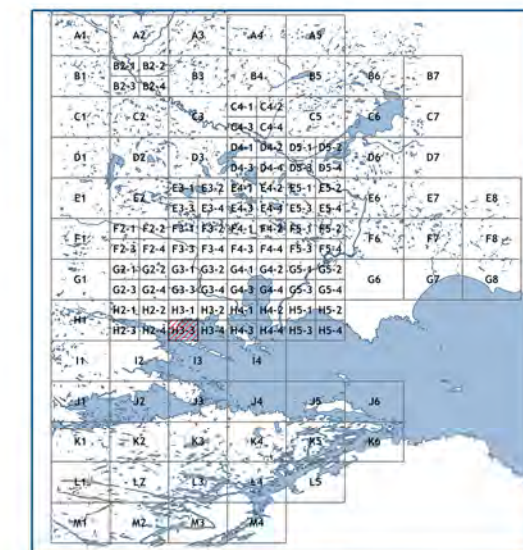 A1 A2 A3 A4 A5
B1 B2-1 B2-2 B3 B4 B5 B6 B7
B2-3 B2-4
C1 C2 C3 C4-1 C4-2 C5 C6 C7
C4-3 C4-4
D1 D2 D3 D4-1 D4-2 D5-1 D5-2 D6 D7
D4-3 D4-4 D5-3 D5-4
E1 E2 E3-1 E3-2 E4-1 E4-2 E5-1 E5-2 E6 E7 E8
E3-3 E3-4 E4-3 E4-4 E5-3 E5-4
F1 F2-1 F2-2 F3-1 F3-2 F4-1 F4-2 F5-1 F5-2 F6 F7 F8
F2-3 F2-4 F3-3 F3-4 F4-3 F4-4 F5-3 F5-4
G1 G2-1 G2-2 G3-1 G3-2 G4-1 G4-2 G5-1 G5-2 G6 G7 G8
G2-3 G2-4 G3-3 G3-4 G4-3 G4-4 G5-3 G5-4
H1 H2-1 H2-2 H3-1 H3-2 H4-1 H4-2 H5-1 H5-2
H2-3 H2-4 H3-3 H3-4 H4-3 H4-4 H5-3 H5-4
I1 I2 I3 I4
J1 J2 J3 J4 J5 J6
K1 K2 K3 K4 K5 K6
L1 L2 L3 L4 L5
M1 M2 M3 M4